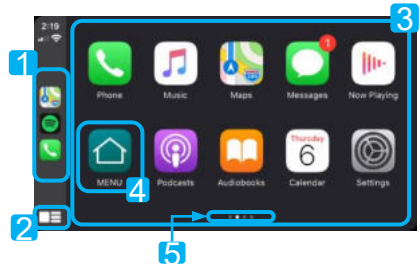 2:19
1
3
1
Phone
Music
Maps
Messages
Now Playing
Thursday
6
MENU
4
Podcasts
Audiobooks
Calendar
Settings
2
5